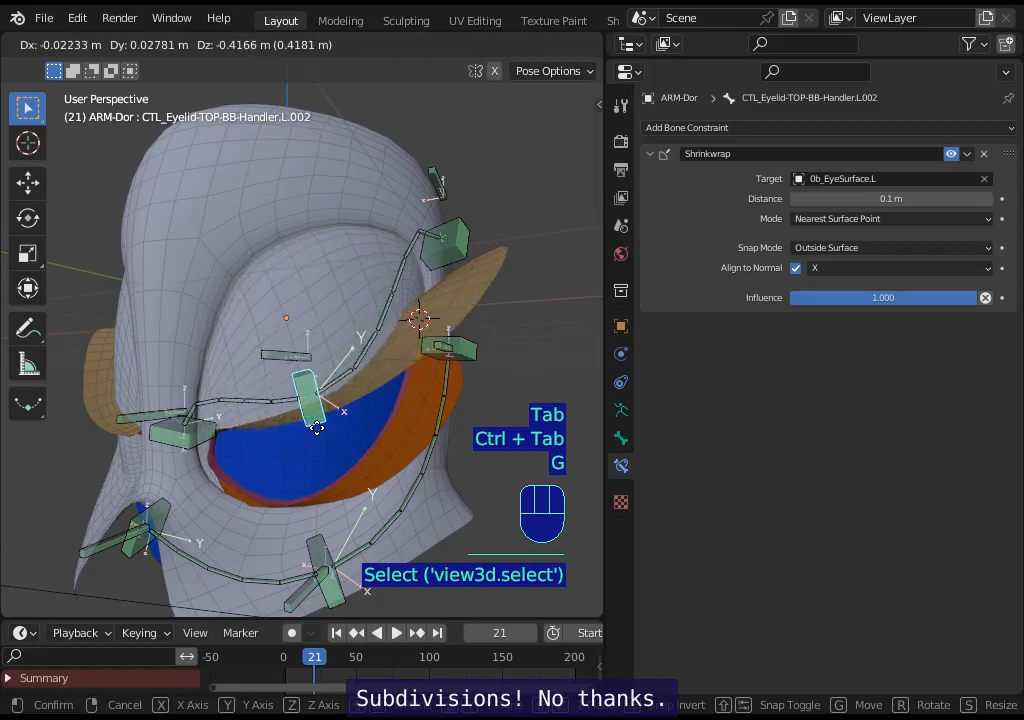 File Edit Render Window Help Layout Modeling Sculpting UV Editing Texture Paint Sh Scene ViewLayer
Dx: -0.02233 m Dy: 0.02781 m Dz: -0.4166 m (0.4181 m)
X Pose Options
User Perspective
(21) ARM-Dor : CTL_Eyelid-TOP-BB-Handler.L.002
ARM-Dor CTL_Eyelid-TOP-BB-Handler.L.002
Add Bone Constraint
Shrinkwrap
Target 0b_EyeSurface.L
Distance 0.1 m
Mode Nearest Surface Point
Snap Mode Outside Surface
Align to Normal X
Influence 1.000
Y
X
Y
Y
X
Tab
Ctrl + Tab
G
Select ('view3d.select')
Playback Keying View Marker 21 Start
-50 0 21 50 100 150 200
Summary
Subdivisions! No thanks.
Confirm Cancel X X Axis Y Y Axis Z Z Axis Snap Invert Snap Toggle G Move R Rotate S Resize